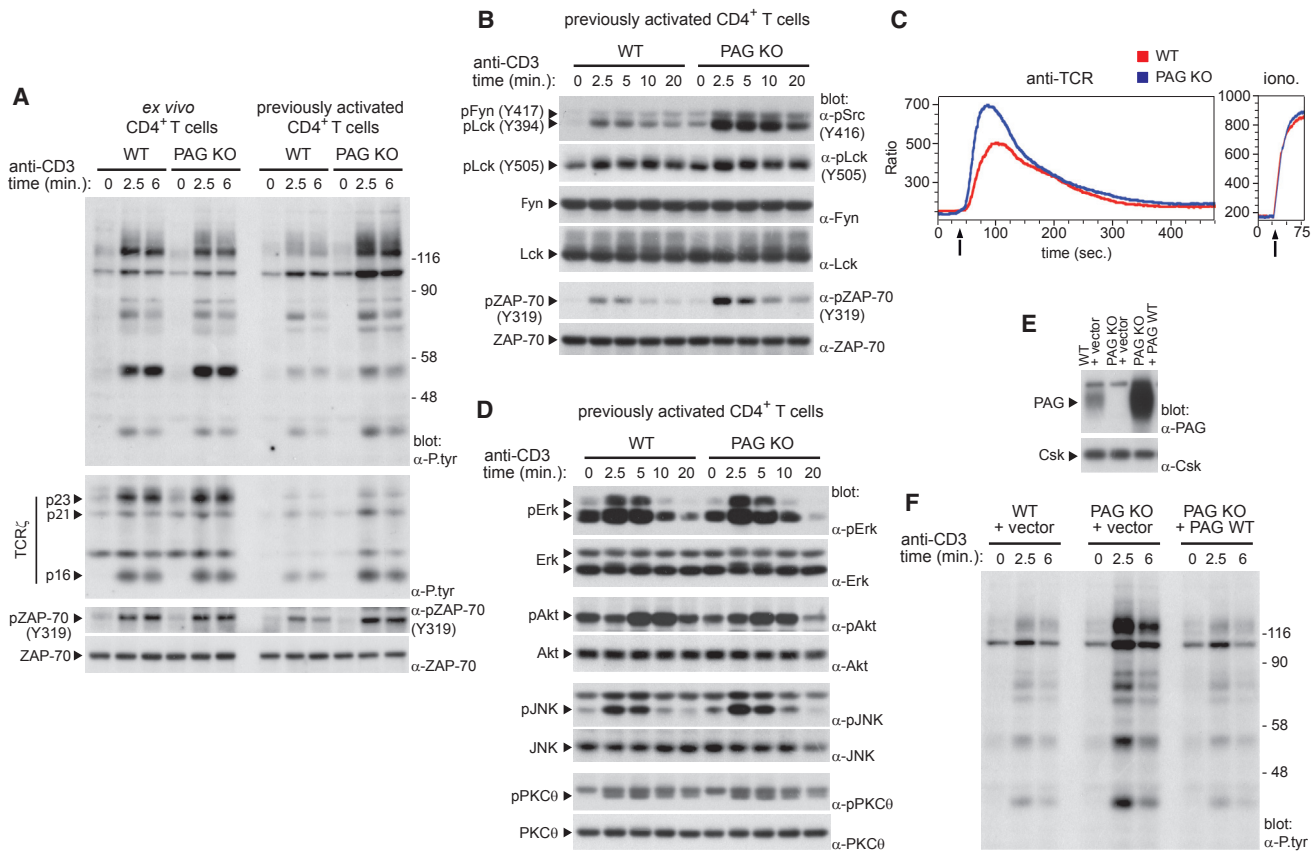 A
ex vivo
CD4+ T cells
previously activated
CD4+ T cells
WT PAG KO WT PAG KO
anti-CD3
time (min.): 0 2.5 6 0 2.5 6 0 2.5 6 0 2.5 6
-116
- 90
- 58
- 48
blot:
α-P.tyr
TCRζ
p23
p21
p16
α-P.tyr
pZAP-70
(Y319)
α-pZAP-70
(Y319)
ZAP-70
α-ZAP-70
B
previously activated CD4+ T cells
anti-CD3
WT PAG KO
time (min.): 0 2.5 5 10 20 0 2.5 5 10 20
pFyn (Y417)
pLck (Y394)
blot:
α-pSrc
(Y416)
pLck (Y505)
α-pLck
(Y505)
Fyn
α-Fyn
Lck
α-Lck
pZAP-70
(Y319)
α-pZAP-70
(Y319)
ZAP-70
α-ZAP-70
C
WT
PAG KO
anti-TCR
iono.
Ratio
700
500
300
0 100 200 300 400
time (sec.)
1000
800
600
400
200
0 75
D
previously activated CD4+ T cells
anti-CD3
WT PAG KO
time (min.): 0 2.5 5 10 20 0 2.5 5 10 20
blot:
pErk
α-pErk
Erk
α-Erk
pAkt
α-pAkt
Akt
α-Akt
pJNK
α-pJNK
JNK
α-JNK
pPKCθ
α-pPKCθ
PKCθ
α-PKCθ
E
WT
+ vector
PAG KO
+ vector
PAG KO
+ PAG WT
PAG
blot:
α-PAG
Csk
α-Csk
F
WT
+ vector
PAG KO
+ vector
PAG KO
+ PAG WT
anti-CD3
time (min.): 0 2.5 6 0 2.5 6 0 2.5 6
- 116
- 90
- 58
- 48
blot:
α-P.tyr